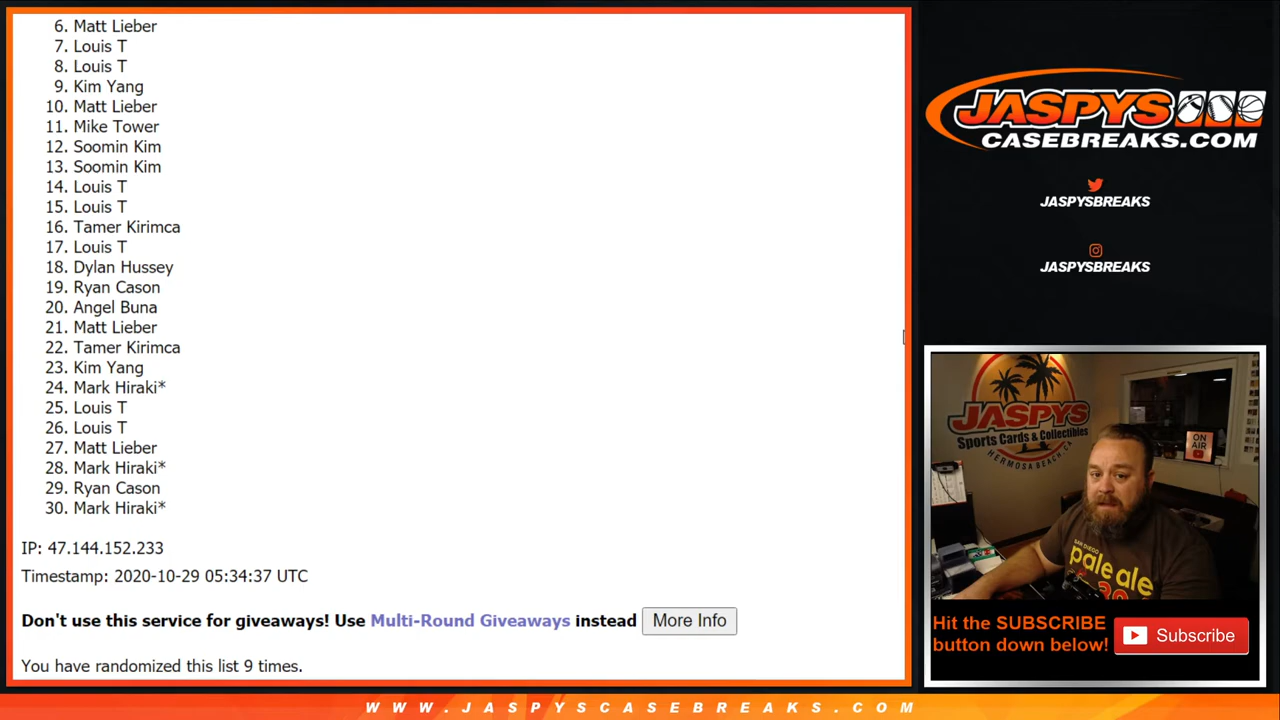 6. Matt Lieber
7. Louis T
8. Louis T
9. Kim Yang
10. Matt Lieber
11. Mike Tower
12. Soomin Kim
13. Soomin Kim
14. Louis T
15. Louis T
16. Tamer Kirimca
17. Louis T
18. Dylan Hussey
19. Ryan Cason
20. Angel Buna
21. Matt Lieber
22. Tamer Kirimca
23. Kim Yang
24. Mark Hiraki*
25. Louis T
26. Louis T
27. Matt Lieber
28. Mark Hiraki*
29. Ryan Cason
30. Mark Hiraki*
IP: 47.144.152.233
Timestamp: 2020-10-29 05:34:37 UTC
Don't use this service for giveaways! Use Multi-Round Giveaways instead More Info
You have randomized this list 9 times.
JASPYS
CASEBREAKS.COM
JASPYSBREAKS
JASPYSBREAKS
JASPYS
Sports Cards & Collectibles
HERMOSA BEACH, CA
ON
AIR
SAN DIEGO
pale ale
Hit the SUBSCRIBE
button down below!
Subscribe
WWW.JASPYSCASEBREAKS.COM